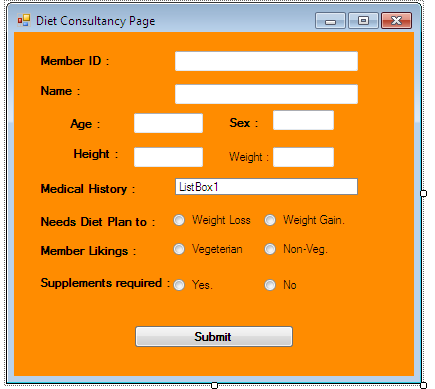 Diet Consultancy Page
Member ID :
Name :
Age : Sex :
Height : Weight :
Medical History : ListBox1
Needs Diet Plan to : Weight Loss Weight Gain.
Member Likings : Vegeterian Non-Veg.
Supplements required : Yes. No
Submit